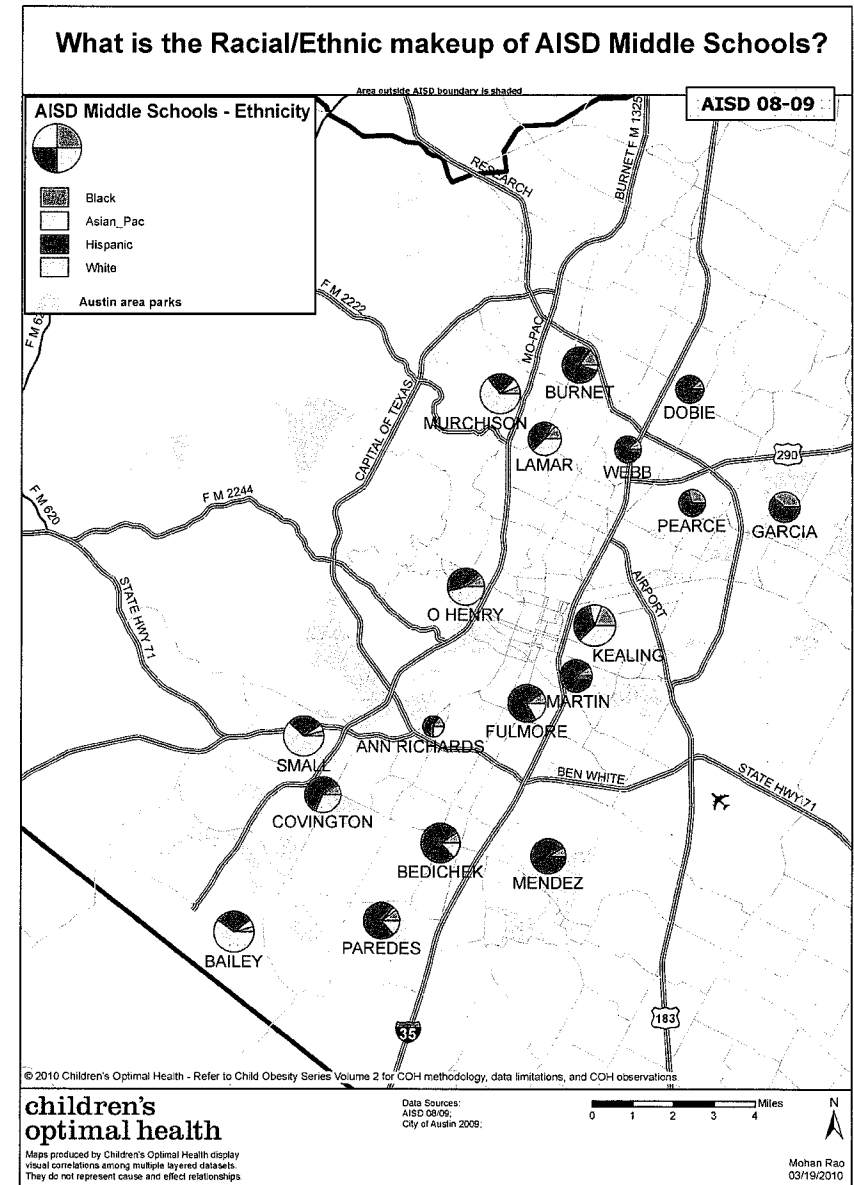 What is the Racial/Ethnic makeup of AISD Middle Schools?
Area outside AISD boundary is shaded
AISD 08-09
AISD Middle Schools - Ethnicity
Black
Asian_Pac
Hispanic
White
Austin area parks
RESEARCH
BURNET F M 1325
F M 2222
F M 62
MO-PAC
CAPITAL OF TEXAS
BURNET
DOBIE
MURCHISON
LAMAR
WEBB
290
F M 620
F M 2244
PEARCE
GARCIA
STATE HWY 71
O HENRY
AIRPORT
KEALING
MARTIN
FULMORE
ANN RICHARDS
SMALL
BEN WHITE
STATE HWY 71
COVINGTON
BEDICHEK
MENDEZ
PAREDES
BAILEY
183
35
© 2010 Children's Optimal Health - Refer to Child Obesity Series Volume 2 for COH methodology, data limitations, and COH observations
children's
optimal health
Maps produced by Children's Optimal Health display
visual correlations among multiple layered datasets.
They do not represent cause and effect relationships.
Data Sources:
AISD 08/09;
City of Austin 2009;
Miles
0 1 2 3 4
N
Mohan Rao
03/19/2010